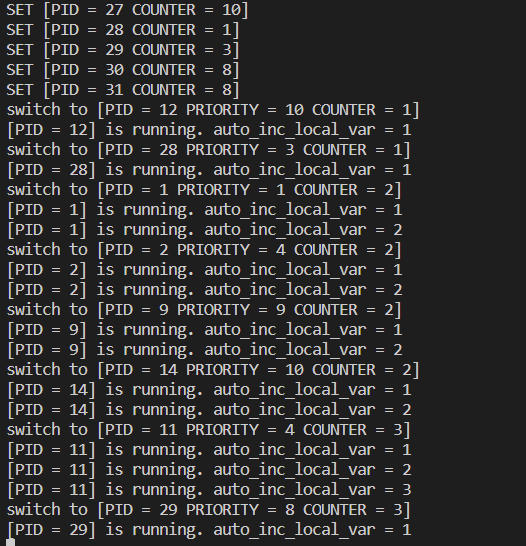 SET [PID = 27 COUNTER = 10]
SET [PID = 28 COUNTER = 1]
SET [PID = 29 COUNTER = 3]
SET [PID = 30 COUNTER = 8]
SET [PID = 31 COUNTER = 8]
switch to [PID = 12 PRIORITY = 10 COUNTER = 1]
[PID = 12] is running. auto_inc_local_var = 1
switch to [PID = 28 PRIORITY = 3 COUNTER = 1]
[PID = 28] is running. auto_inc_local_var = 1
switch to [PID = 1 PRIORITY = 1 COUNTER = 2]
[PID = 1] is running. auto_inc_local_var = 1
[PID = 1] is running. auto_inc_local_var = 2
switch to [PID = 2 PRIORITY = 4 COUNTER = 2]
[PID = 2] is running. auto_inc_local_var = 1
[PID = 2] is running. auto_inc_local_var = 2
switch to [PID = 9 PRIORITY = 9 COUNTER = 2]
[PID = 9] is running. auto_inc_local_var = 1
[PID = 9] is running. auto_inc_local_var = 2
switch to [PID = 14 PRIORITY = 10 COUNTER = 2]
[PID = 14] is running. auto_inc_local_var = 1
[PID = 14] is running. auto_inc_local_var = 2
switch to [PID = 11 PRIORITY = 4 COUNTER = 3]
[PID = 11] is running. auto_inc_local_var = 1
[PID = 11] is running. auto_inc_local_var = 2
[PID = 11] is running. auto_inc_local_var = 3
switch to [PID = 29 PRIORITY = 8 COUNTER = 3]
[PID = 29] is running. auto_inc_local_var = 1